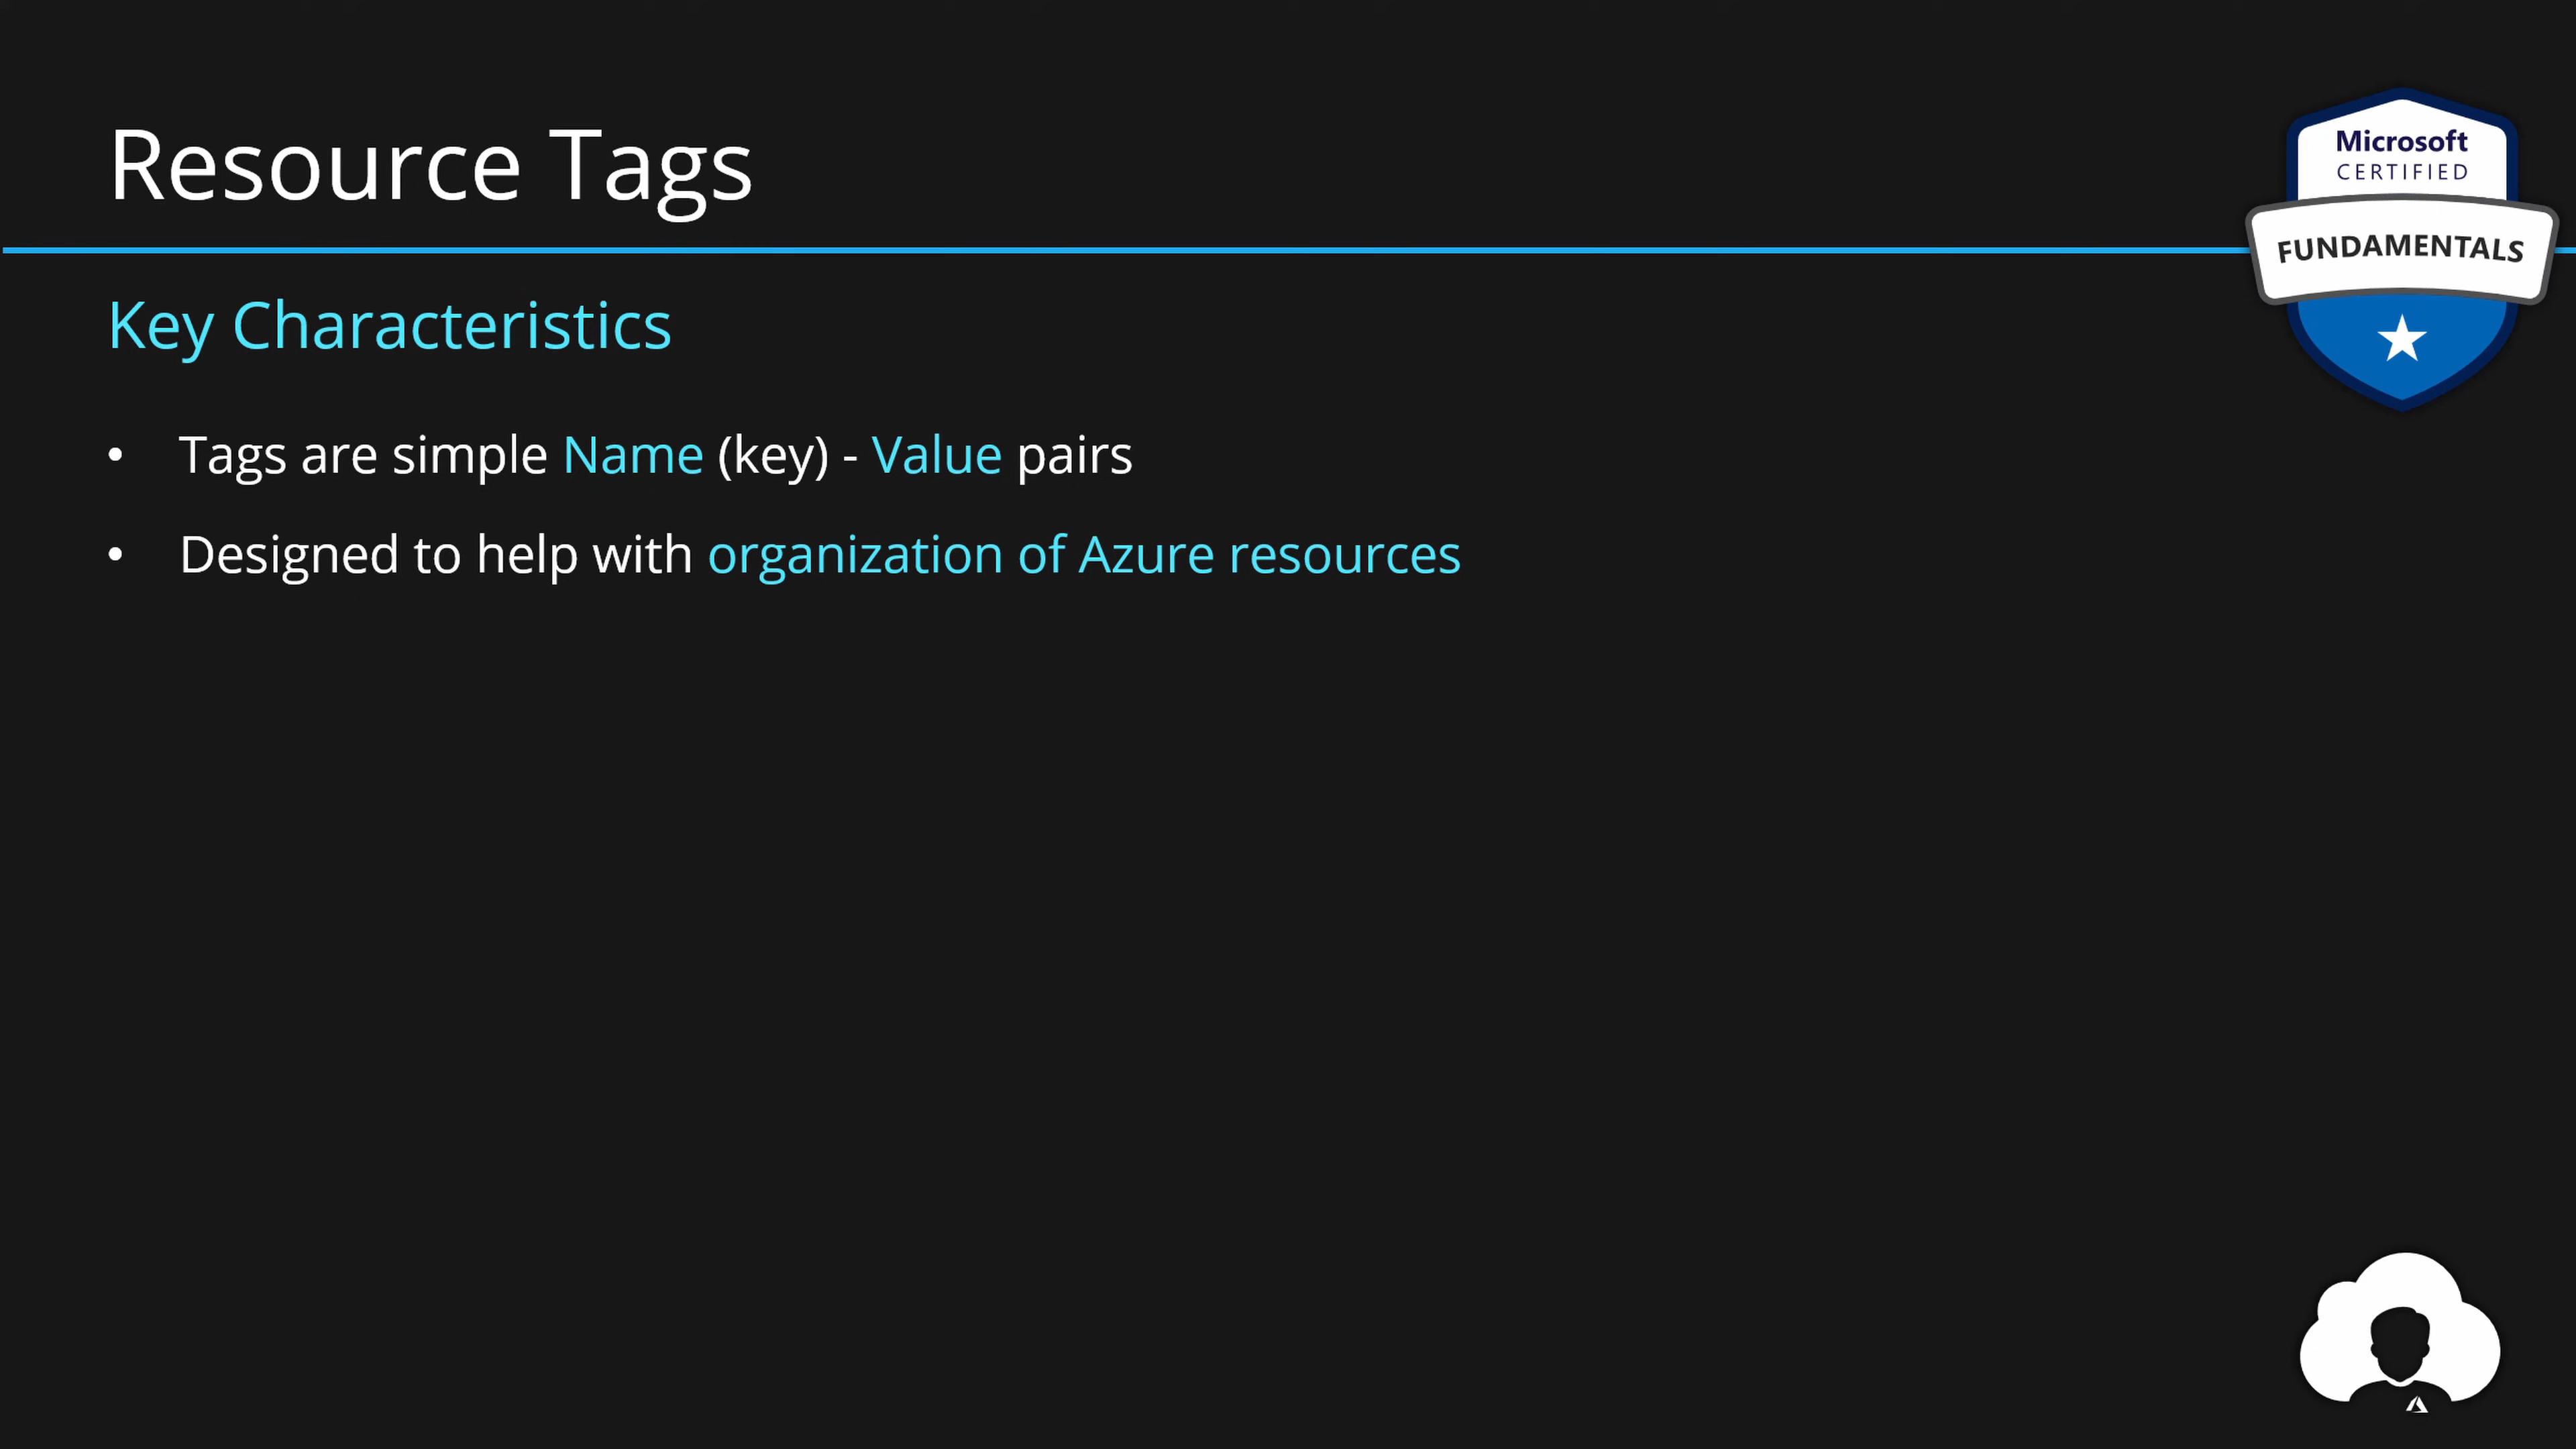 Resource Tags
Microsoft
CERTIFIED
FUNDAMENTALS
Key Characteristics
• Tags are simple Name (key) - Value pairs
• Designed to help with organization of Azure resources